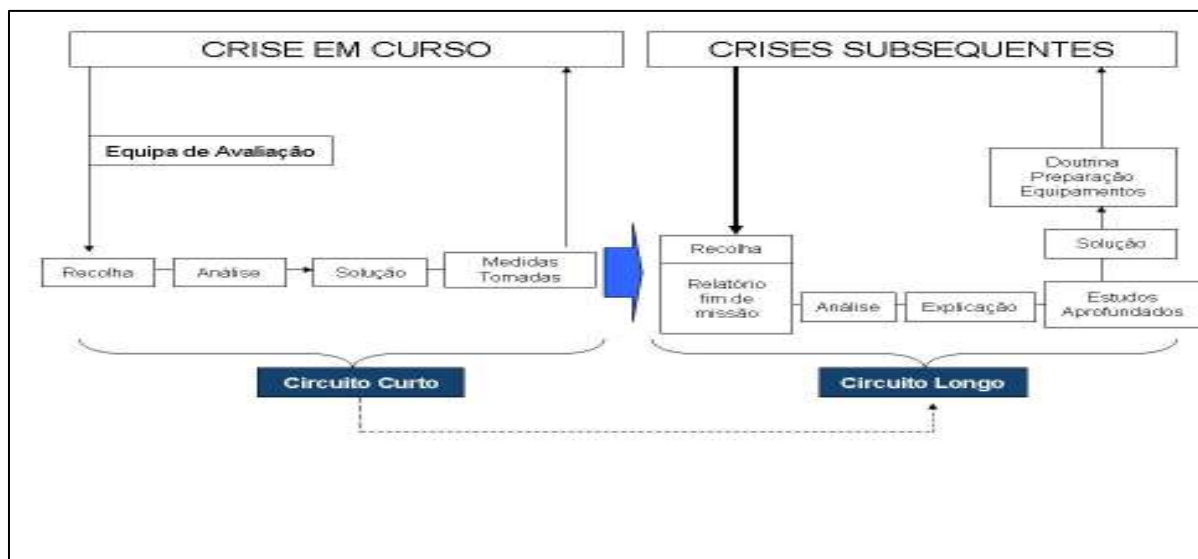 CRISE EM CURSO
CRISES SUBSEQUENTES
Equipa de Avaliação
Doutrina
Preparação
Equipamentos
Recolha
Análise
Solução
Medidas
Tomadas
Recolha
Relatório
fim de
missão
Análise
Explicação
Estudos
Aprofundados
Solução
Circuito Curto
Circuito Longo